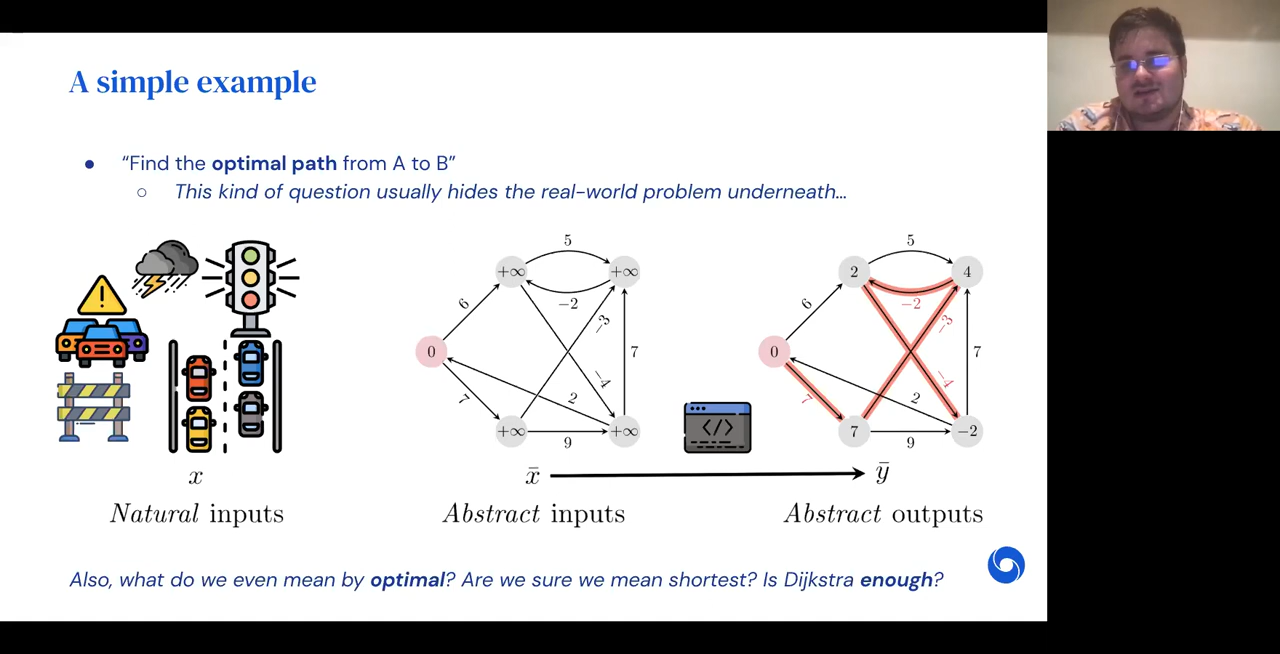 A simple example
● “Find the optimal path from A to B”
○ This kind of question usually hides the real-world problem underneath...
5
+∞ +∞
-2
6
-3
0
7
-4
7
2
+∞ +∞
9
5
2 4
-2
6
-3
0
7
-4
7
2
7 -2
9
!
</>
x
x̄
ȳ
Natural inputs
Abstract inputs
Abstract outputs
Also, what do we even mean by optimal? Are we sure we mean shortest? Is Dijkstra enough?